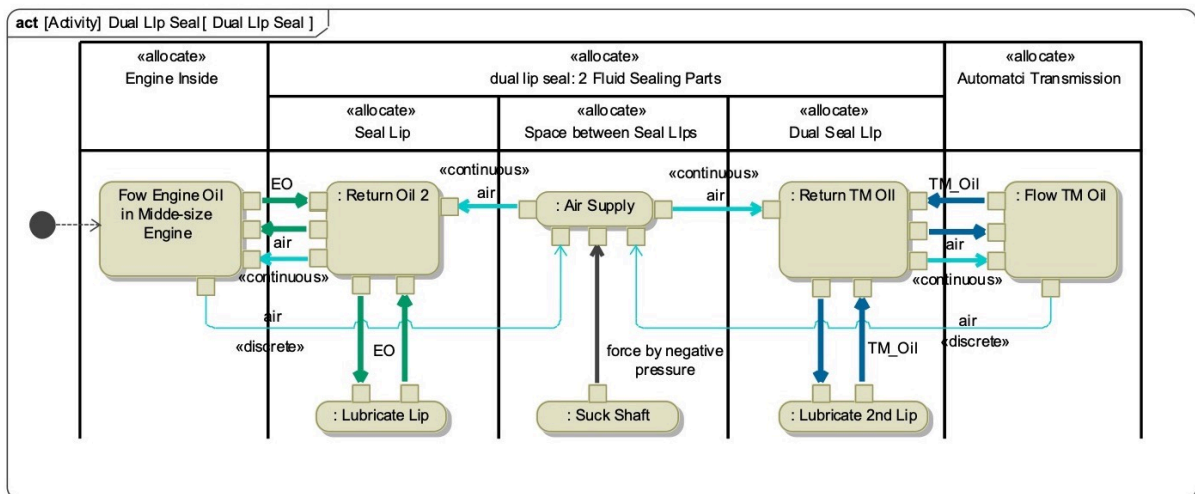 act [Activity] Dual LIp Seal[ Dual LIp Seal ]
«allocate»
Engine Inside
«allocate»
dual lip seal: 2 Fluid Sealing Parts
«allocate»
Automatci Transmission
«allocate»
Seal Lip
«allocate»
Space between Seal LIps
«allocate»
Dual Seal LIp
Fow Engine Oil
in Midde-size
Engine
EO
air
«continuous»
: Return Oil 2
«continuous»
air
: Air Supply
«continuous»
air
: Return TM OIl
TM_Oil
air
«continuous»
: Flow TM Oil
air
«discrete»
EO
force by negative
pressure
TM_Oil
air
«discrete»
: Lubricate Lip
: Suck Shaft
: Lubricate 2nd Lip